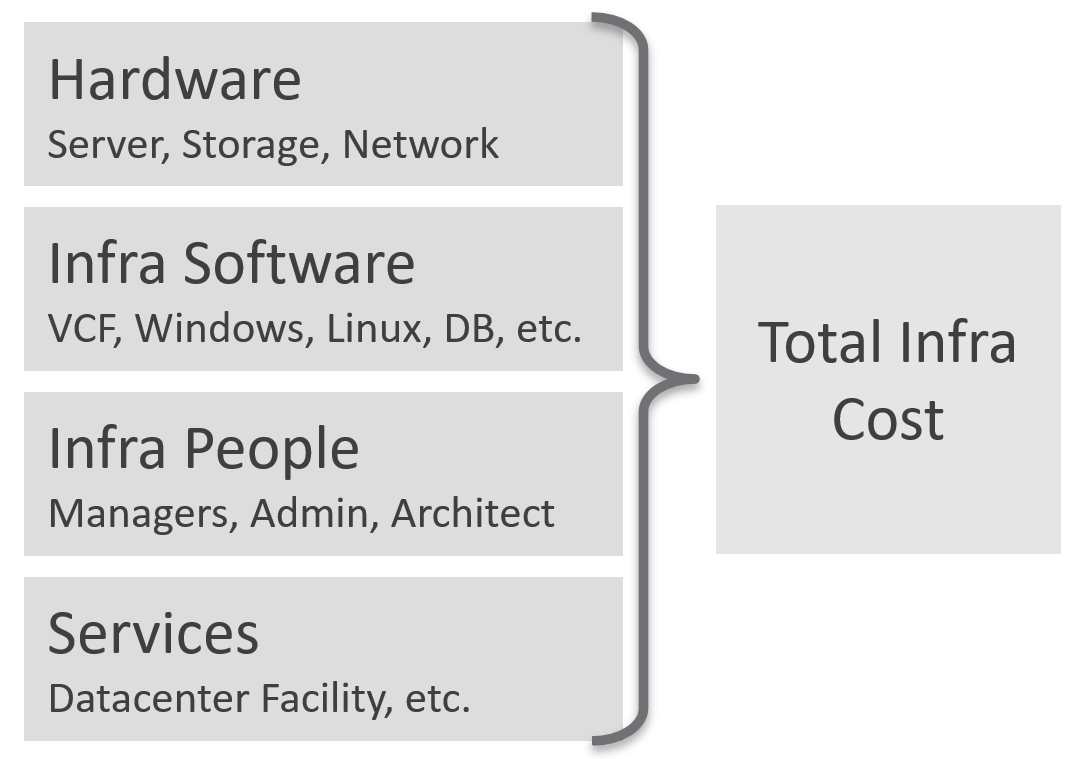 Hardware
Server, Storage, Network
Infra Software
VCF, Windows, Linux, DB, etc.
Infra People
Managers, Admin, Architect
Services
Datacenter Facility, etc.
Total Infra
Cost